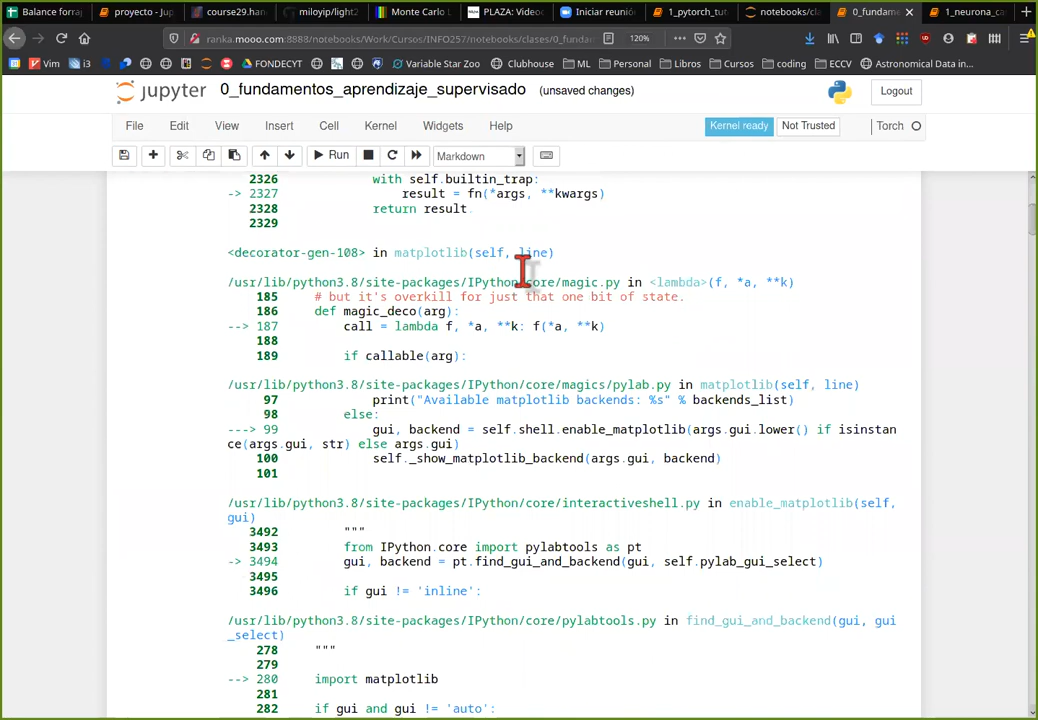 Balance forraj
proyecto - Jup
course29.han
miloyip/light2
Monte Carlo I
PLAZA: Videoc
Iniciar reunió
1_pytorch_tut
notebooks/cla
0_fundam
1_neurona_ca
ranka.mooo.com:8888/notebooks/Work/Cursos/INFO257/notebooks/clases/0_funda
120%
Vim
i3
FONDECYT
Variable Star Zoo
Clubhouse
ML
Personal
Libros
Cursos
coding
ECCV
Astronomical Data in...
jupyter 0_fundamentos_aprendizaje_supervisado (unsaved changes)
Logout
File Edit View Insert Cell Kernel Widgets Help
Kernel ready
Not Trusted
Torch
Run
Markdown
2326 with self.builtin_trap:
-> 2327 result = fn(*args, **kwargs)
2328 return result
2329
<decorator-gen-108> in matplotlib(self, line)
/usr/lib/python3.8/site-packages/IPython/core/magic.py in <lambda>(f, *a, **k)
185 # but it's overkill for just that one bit of state.
186 def magic_deco(arg):
--> 187 call = lambda f, *a, **k: f(*a, **k)
188
189 if callable(arg):
/usr/lib/python3.8/site-packages/IPython/core/magics/pylab.py in matplotlib(self, line)
97 print("Available matplotlib backends: %s" % backends_list)
98 else:
---> 99 gui, backend = self.shell.enable_matplotlib(args.gui.lower() if isinstan
ce(args.gui, str) else args.gui)
100 self._show_matplotlib_backend(args.gui, backend)
101
/usr/lib/python3.8/site-packages/IPython/core/interactiveshell.py in enable_matplotlib(self,
gui)
3492 """
3493 from IPython.core import pylabtools as pt
-> 3494 gui, backend = pt.find_gui_and_backend(gui, self.pylab_gui_select)
3495
3496 if gui != 'inline':
/usr/lib/python3.8/site-packages/IPython/core/pylabtools.py in find_gui_and_backend(gui, gui
_select)
278 """
279
--> 280 import matplotlib
281
282 if gui and gui != 'auto':